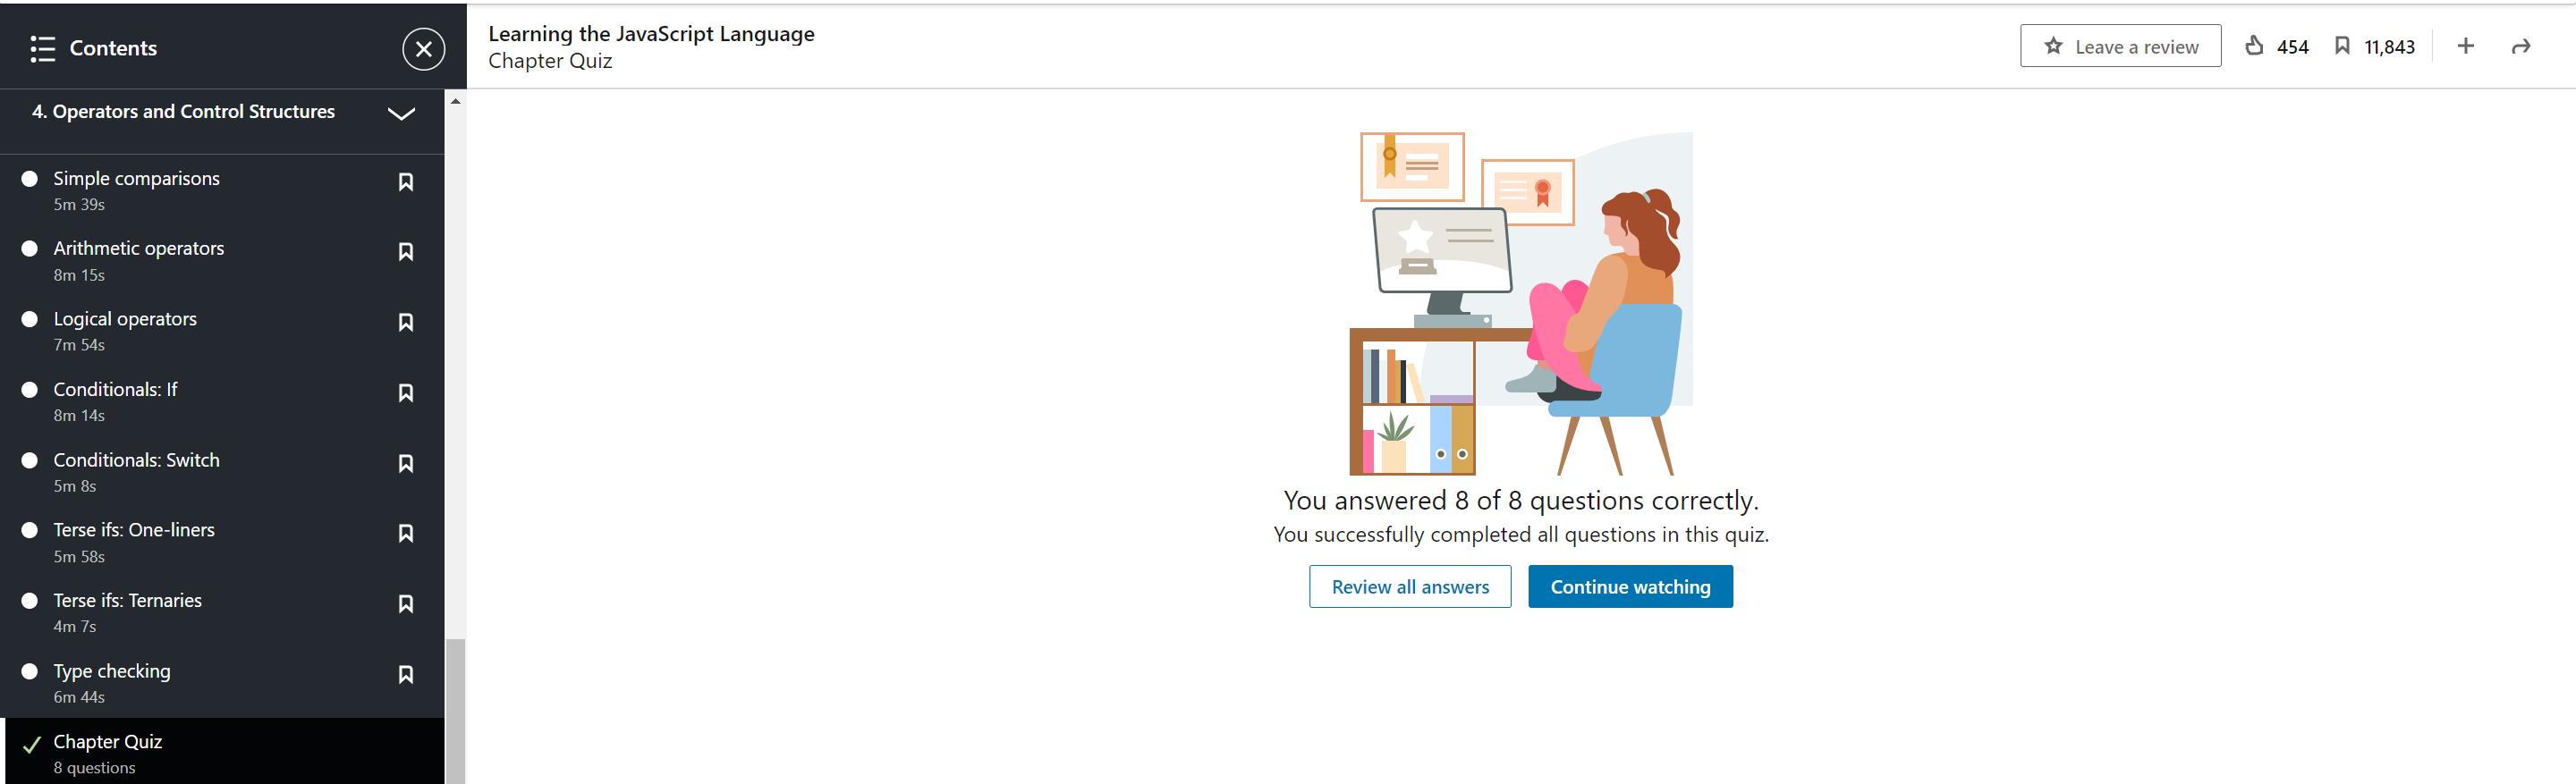 Contents
4. Operators and Control Structures
Simple comparisons
5m 39s
Arithmetic operators
8m 15s
Logical operators
7m 54s
Conditionals: If
8m 14s
Conditionals: Switch
5m 8s
Terse ifs: One-liners
5m 58s
Terse ifs: Ternaries
4m 7s
Type checking
6m 44s
Chapter Quiz
8 questions
Learning the JavaScript Language
Chapter Quiz
Leave a review
454
11,843
You answered 8 of 8 questions correctly.
You successfully completed all questions in this quiz.
Review all answers
Continue watching